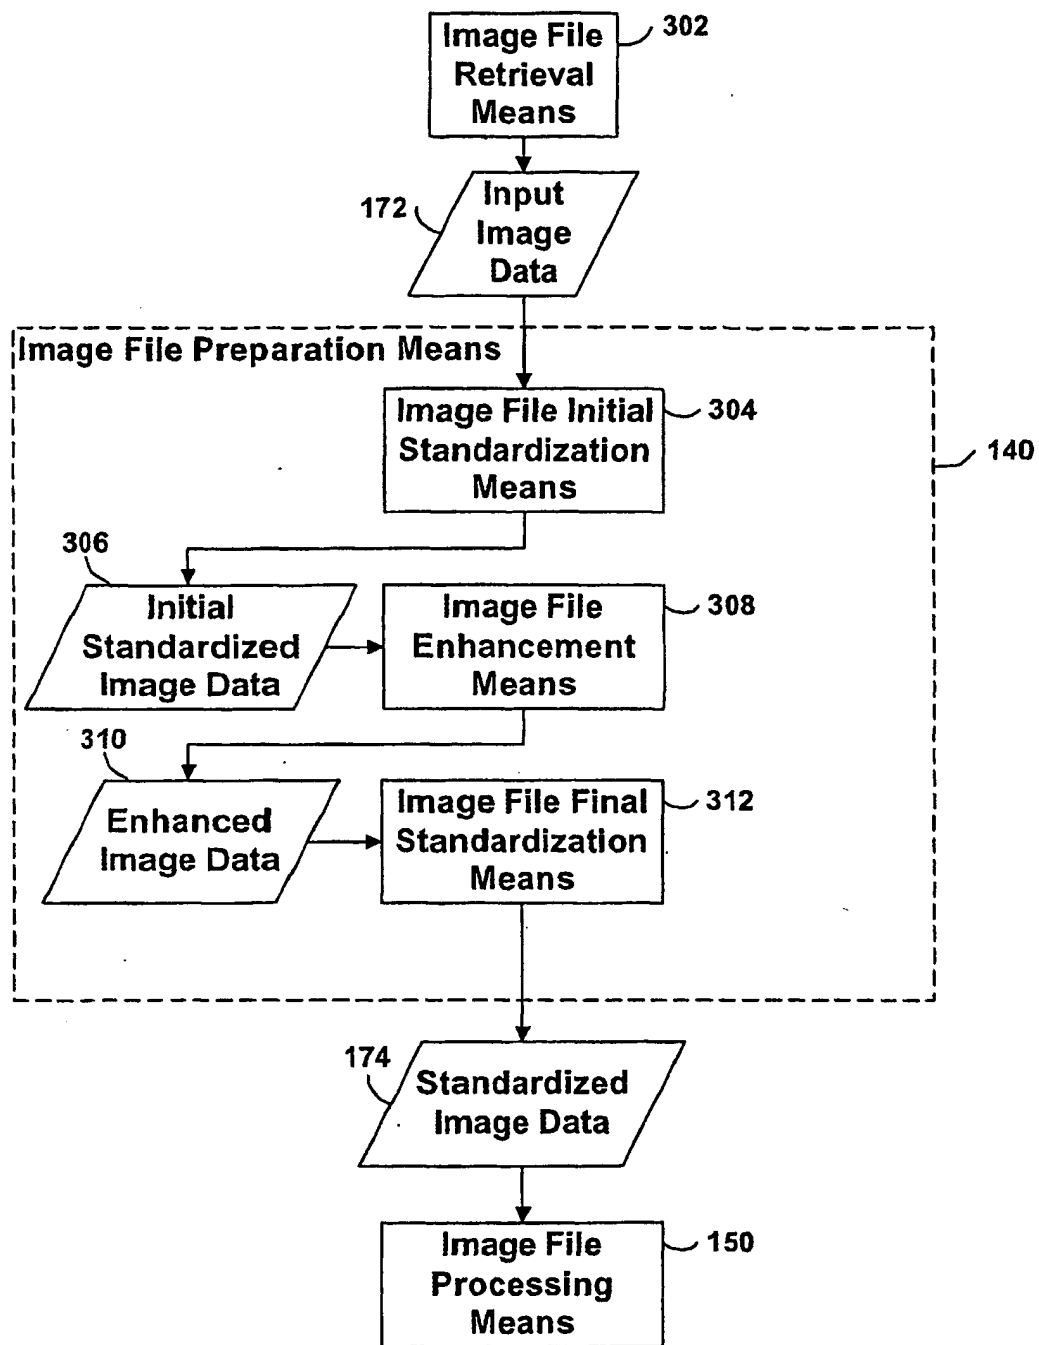 Image File
Retrieval
Means
302
172
Input
Image
Data
Image File Preparation Means
Image File Initial
Standardization
Means
304
140
306
Initial
Standardized
Image Data
Image File
Enhancement
Means
308
310
Enhanced
Image Data
Image File Final
Standardization
Means
312
174
Standardized
Image Data
Image File
Processing
Means
150